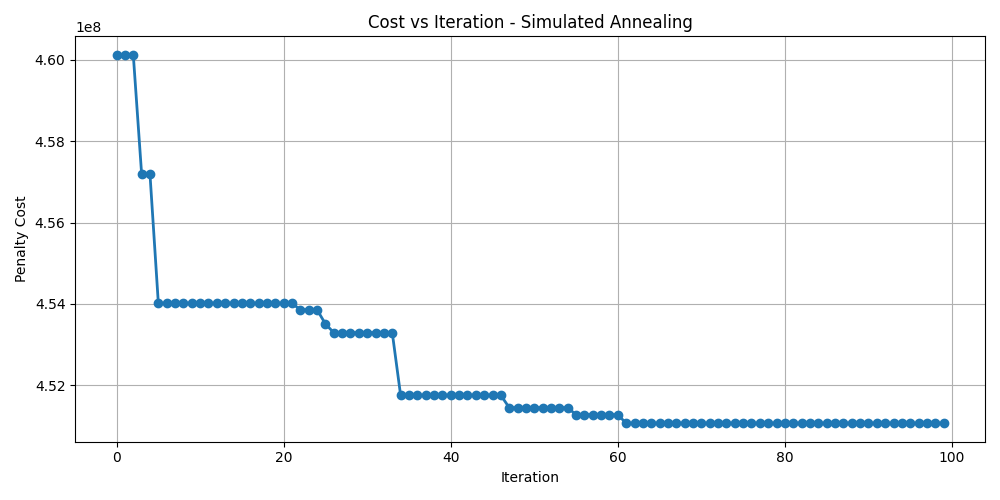 Cost vs Iteration - Simulated Annealing
1e8
4.60
4.58
4.56
4.54
4.52
Penalty Cost
0 20 40 60 80 100
Iteration